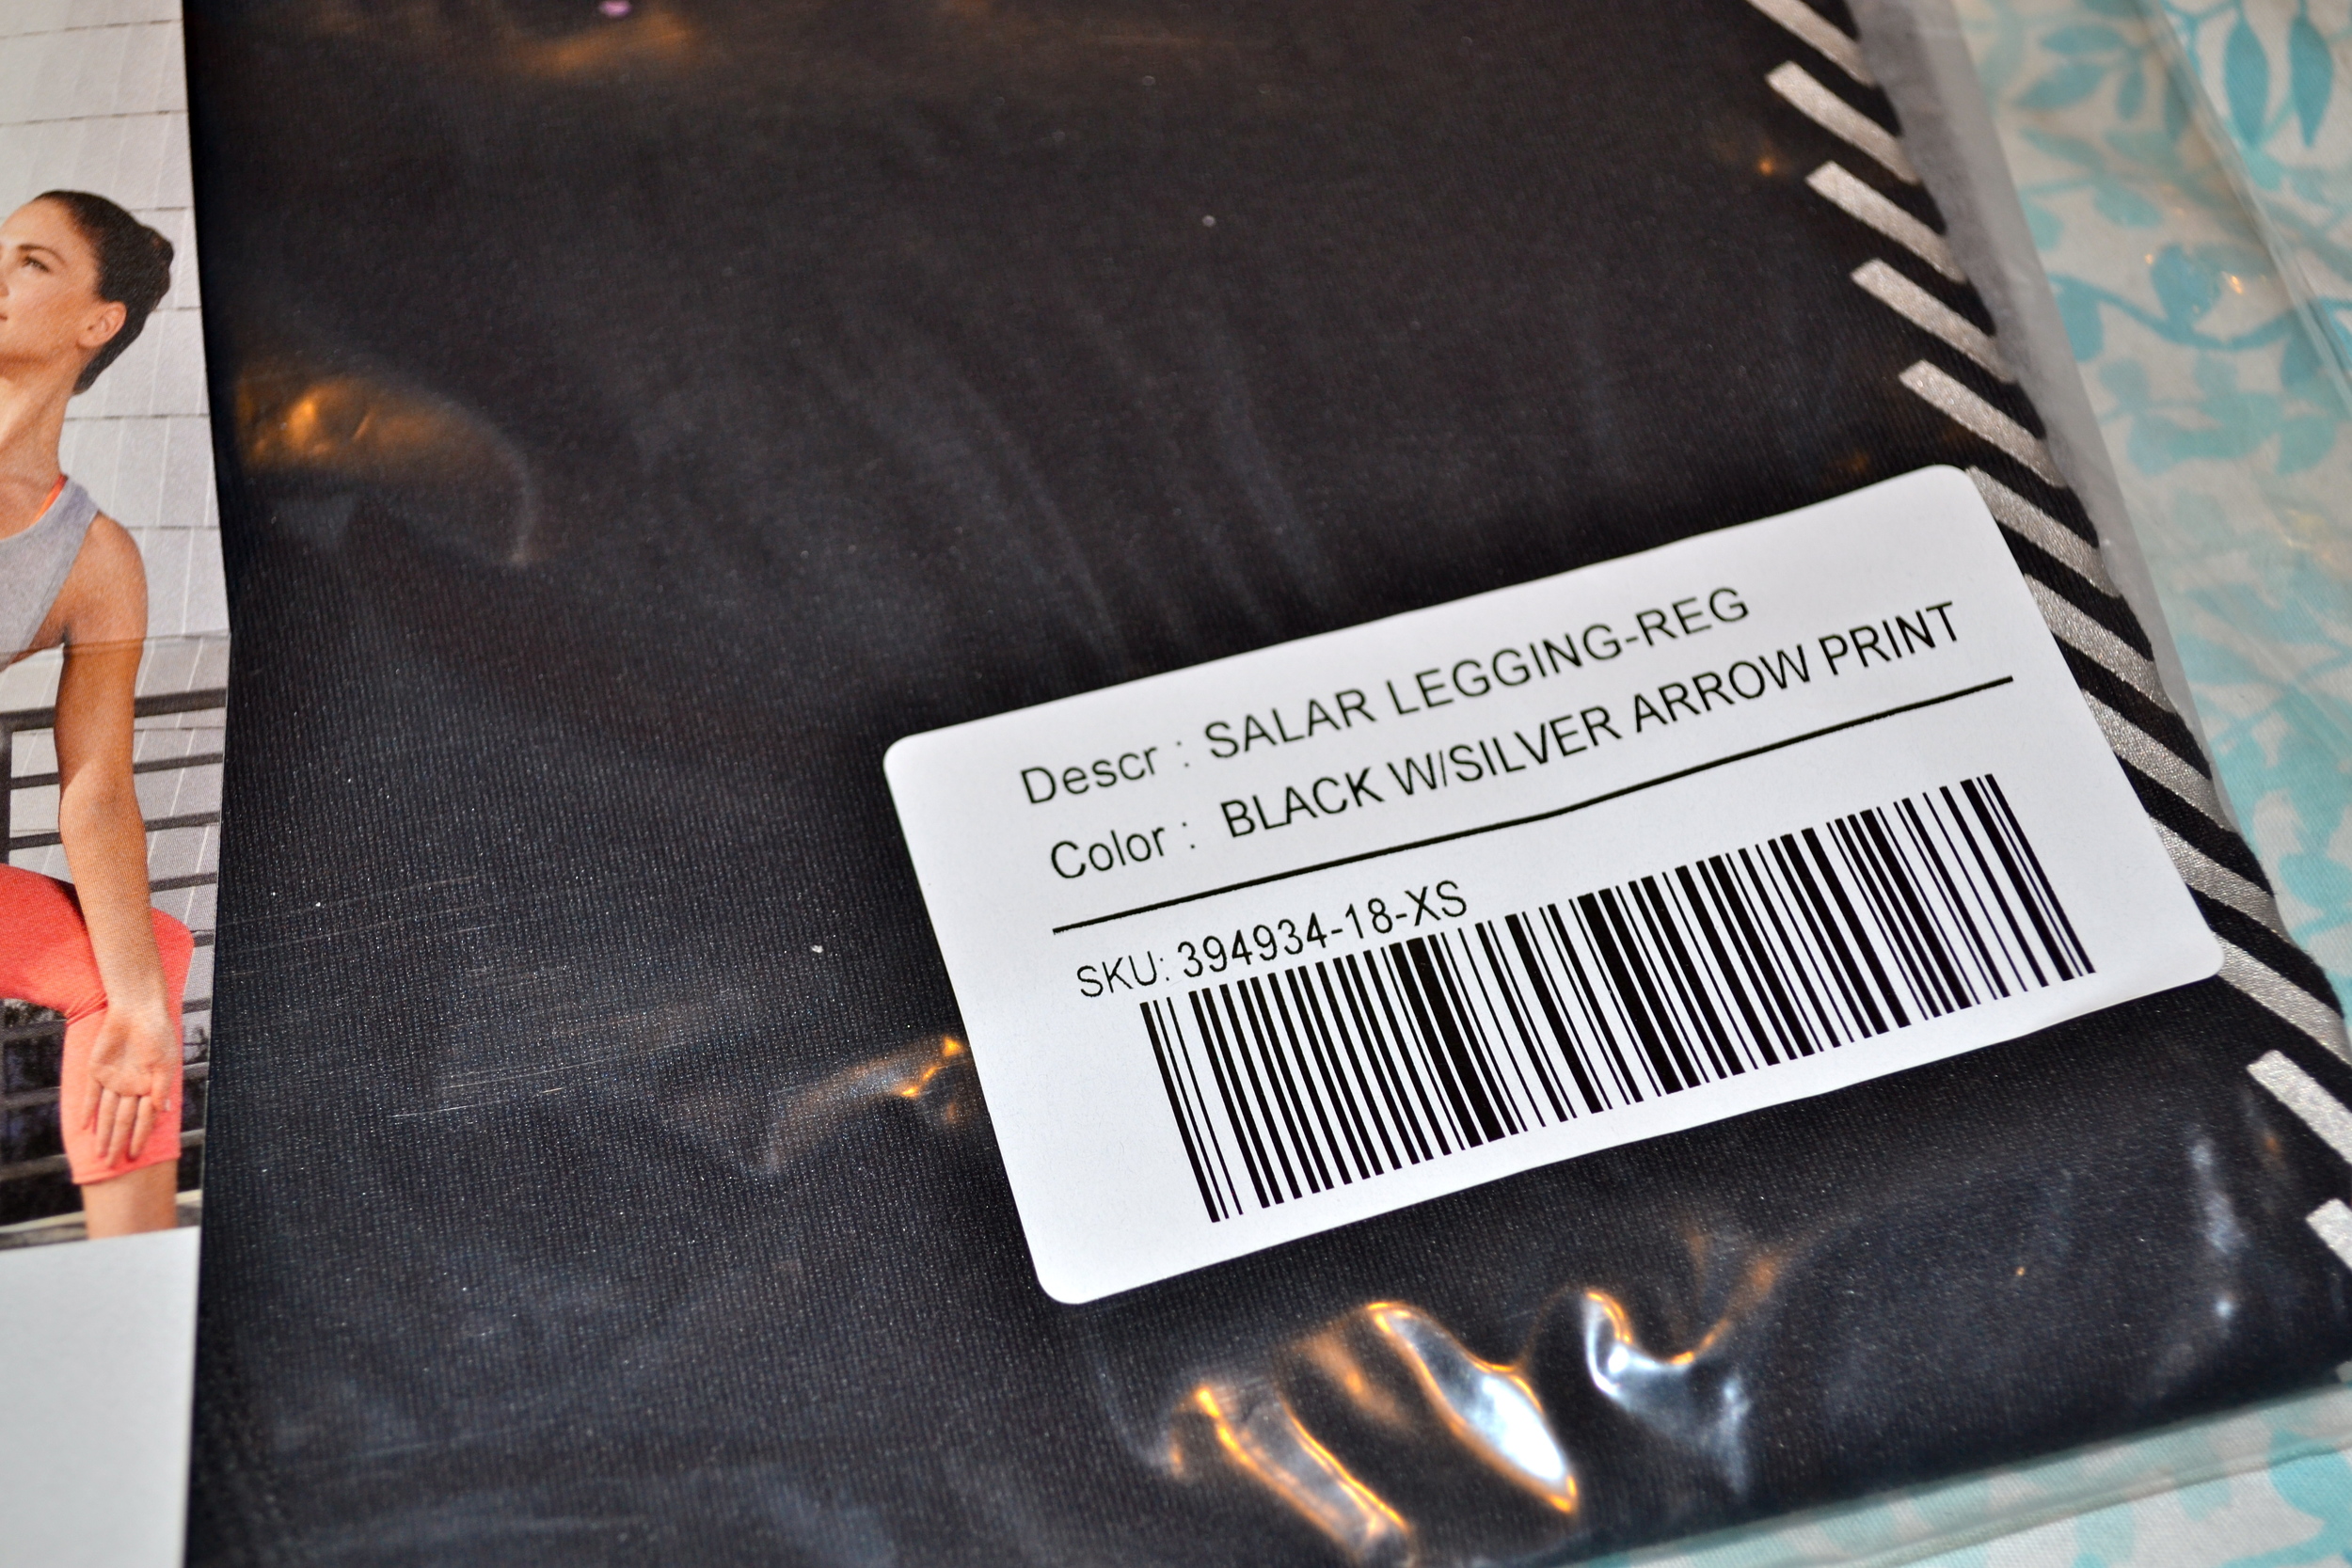 Descr : SALAR LEGGING-REG
Color : BLACK W/SILVER ARROW PRINT
SKU: 394934-18-XS